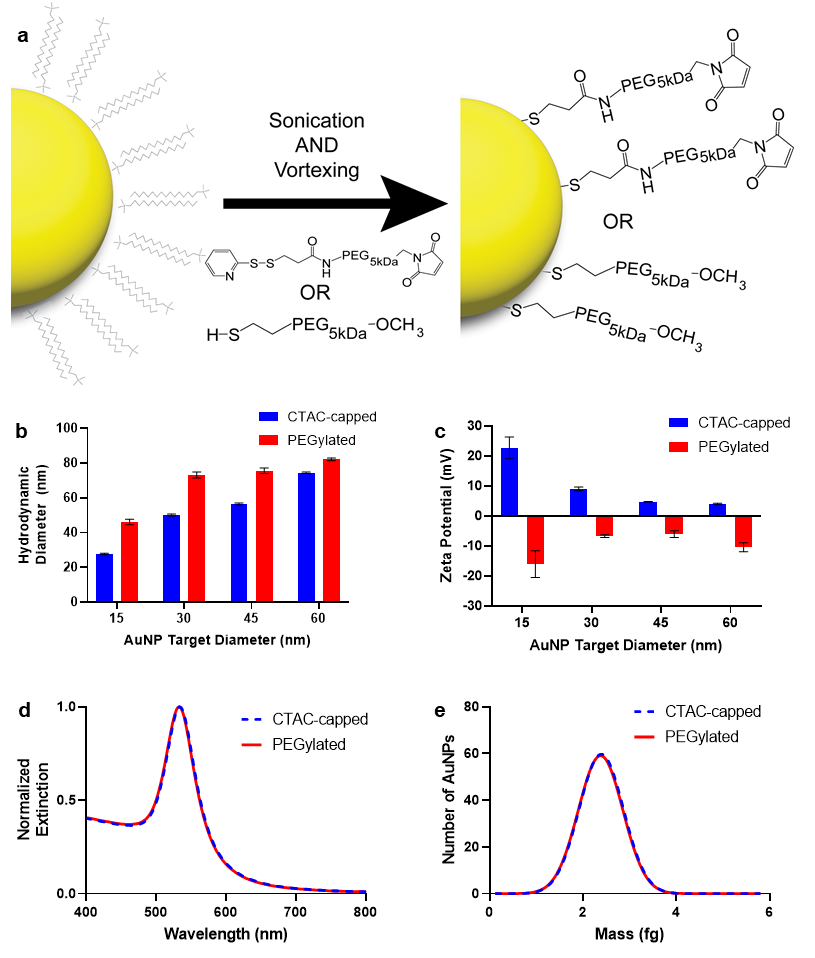 a
Sonication
AND
Vortexing
N
S
S
O
N
H
PEG5kDa
N
O
O
OR
H
S
PEG5kDa
OCH3
S
O
N
H
PEG5kDa
N
O
O
S
O
N
H
PEG5kDa
N
O
O
OR
S
PEG5kDa
OCH3
S
PEG5kDa
OCH3
b
CTAC-capped
PEGylated
Hydrodynamic
Diameter (nm)
100
80
60
40
20
0
15 30 45 60
AuNP Target Diameter (nm)
c
CTAC-capped
PEGylated
Zeta Potential (mV)
30
20
10
0
-10
-20
-30
15 30 45 60
AuNP Target Diameter (nm)
d
CTAC-capped
PEGylated
Normalized
Extinction
1.0
0.5
0.0
400 500 600 700 800
Wavelength (nm)
e
CTAC-capped
PEGylated
Number of AuNPs
80
60
40
20
0
0 2 4 6
Mass (fg)